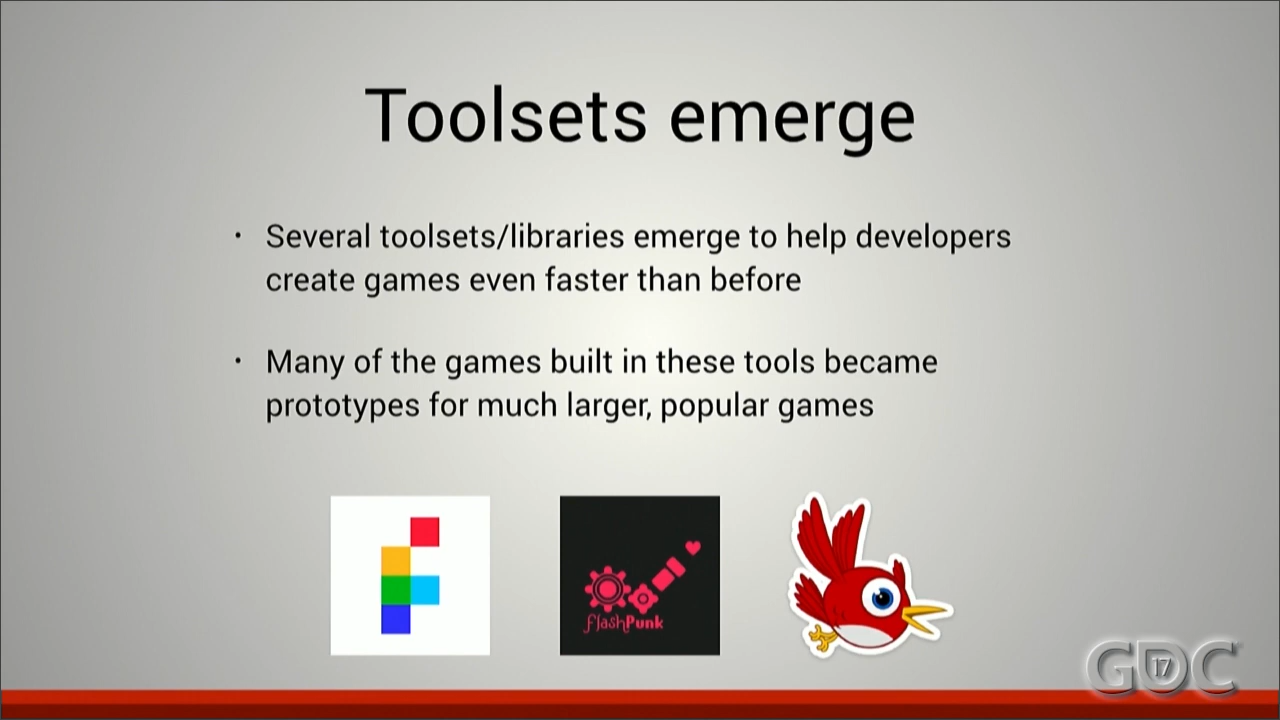 Toolsets emerge
• Several toolsets/libraries emerge to help developers
create games even faster than before
• Many of the games built in these tools became
prototypes for much larger, popular games
flashPunk
GDC 17